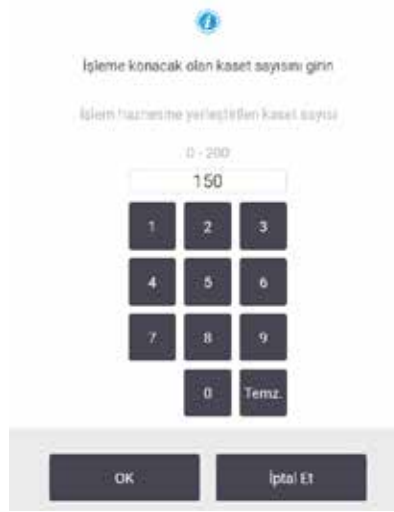 İşleme konacak olan kaset sayısını girin
İşlem haznesine yerleştirilen kaset sayısı
0 - 200
150
1 2 3
4 5 6
7 8 9
0 Temz.
OK İptal Et